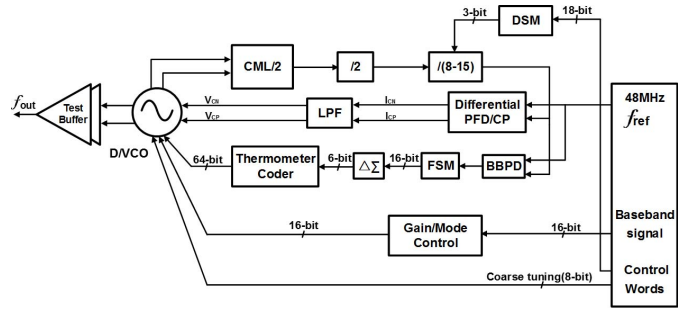 3-bit
DSM
18-bit
CML/2
/2
/(8-15)
48MHz
fref
fout
Test
Buffer
D/VCO
VCN
VCP
LPF
ICN
ICP
Differential
PFD/CP
64-bit
Thermometer
Coder
6-bit
ΔΣ
16-bit
FSM
BBPD
16-bit
Gain/Mode
Control
16-bit
Baseband
signal
Coarse tuning(8-bit)
Control
Words